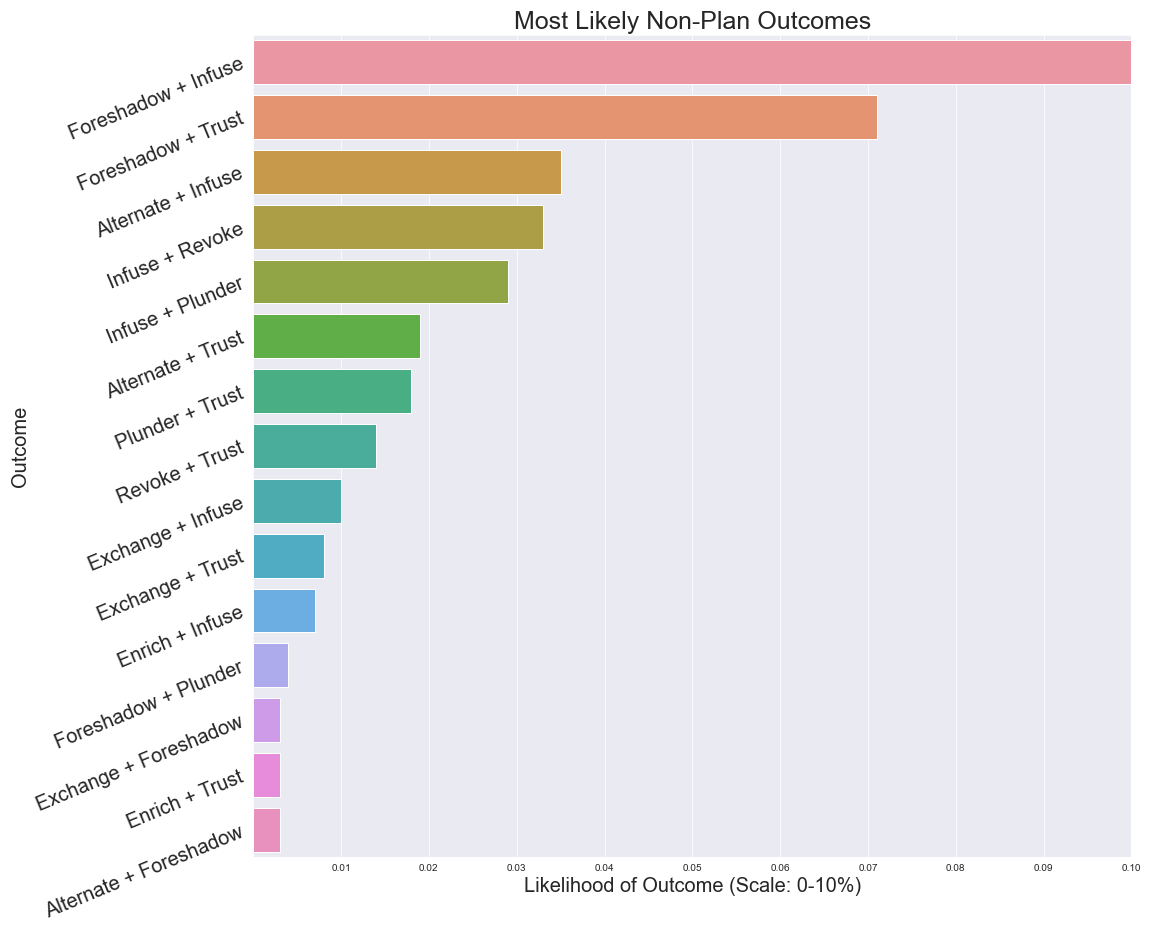 Most Likely Non-Plan Outcomes
Foreshadow + Infuse
Foreshadow + Trust
Alternate + Infuse
Infuse + Revoke
Infuse + Plunder
Alternate + Trust
Plunder + Trust
Revoke + Trust
Exchange + Infuse
Exchange + Trust
Enrich + Infuse
Foreshadow + Plunder
Exchange + Foreshadow
Enrich + Trust
Alternate + Foreshadow
Outcome
0.01 0.02 0.03 0.04 0.05 0.06 0.07 0.08 0.09 0.10
Likelihood of Outcome (Scale: 0-10%)